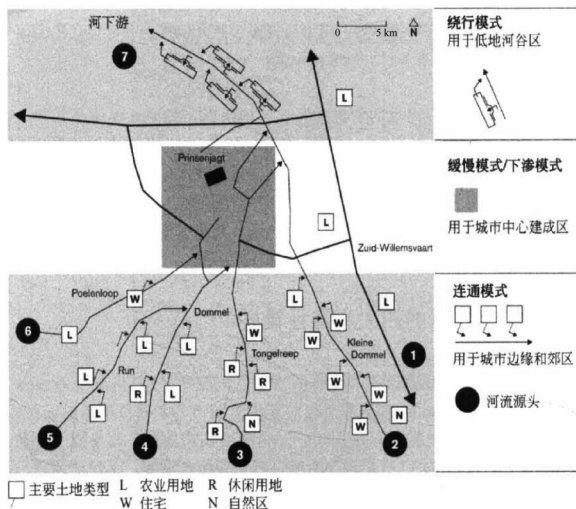 河下游
7
0 5 km
N
L
Prinsenjagt
L
Zuid-Willemsvaart
Poelenloop
W
Dommel
L
L
6
L
L
L
W
W
Kleine
Dommel
1
Tongelreep
Run
L
L
R
L
R
R
W
W
N
R
N
W
5
4
3
2
绕行模式
用于低地河谷区
缓慢模式/下渗模式
用于城市中心建成区
连通模式
用于城市边缘和郊区
河流源头
主要土地类型 L 农业用地 R 休闲用地
W 住宅 N 自然区